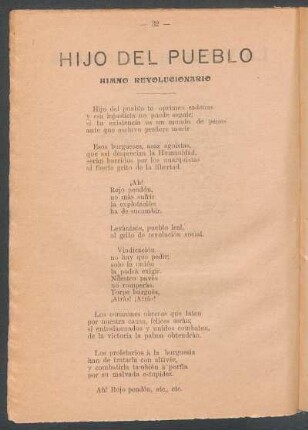 — 32 —
HIJO DEL PUEBLO
HIMNO REVOLUCIONARIO
Hijo del pueblo te oprimen cadenas
y esa injusticia no puede seguir,
si tu existencia es un mundo de penas
ante que esclavo prefiere morir
Esos burgueses, asaz egoístas,
que así desprecian la Humanidad,
serán barridos por los anarquistas
al fuerte grito de la libertad.
¡Ah!
Rojo pendón,
no más sufrir
la explotación
ha de sucumbir.
Levántate, pueblo leal,
al grito de revolución social.
Vindicación
no hay que pedir;
solo la unión
la podrá exigir.
Nuestro pavés
no romperás.
Torpe burgués,
¡Atrás! ¡Atrás!
Los corazones obreros que laten
por nuestra causa, felices serán;
si entusiasmados y unidos combaten,
de la victoria la palma obtendrán.
Los proletarios a la burguesía
han de tratarla con altivez,
y combatirla también a porfía
por su malvada estupidez.
Ah! Rojo pendón, etc., etc.